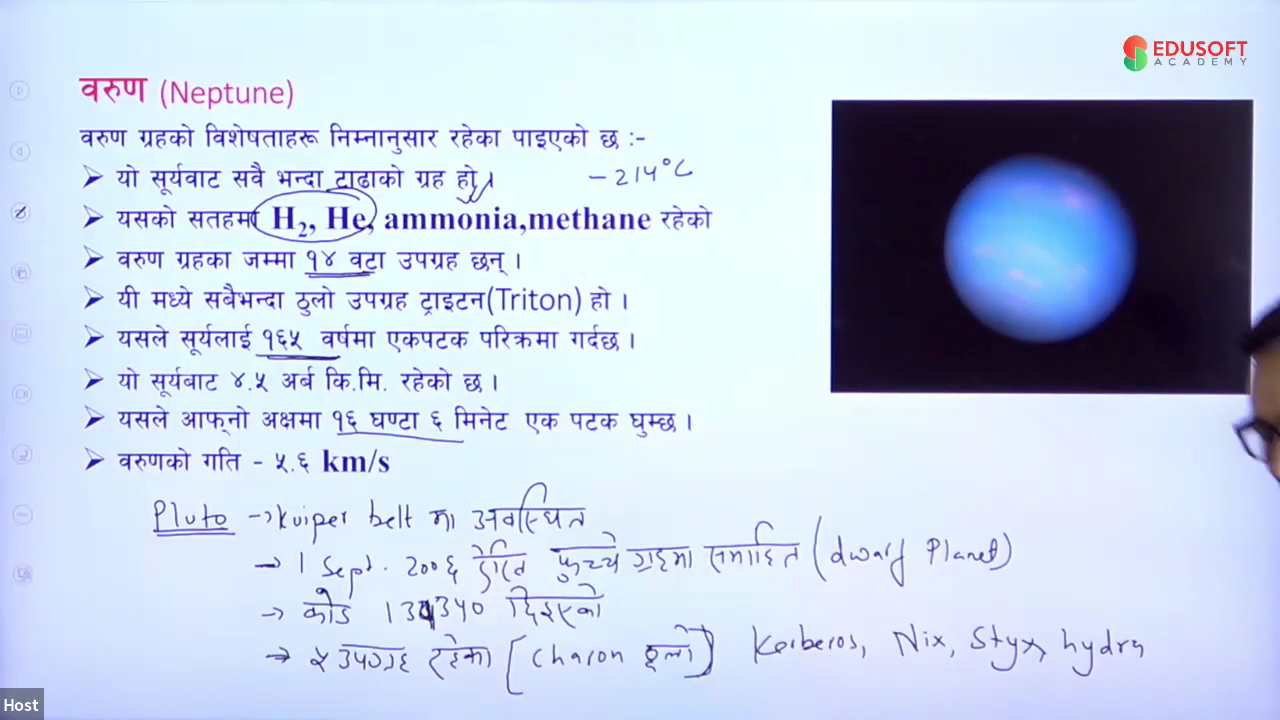 EDUSOFT
ACADEMY
वरुण (Neptune)
वरुण ग्रहको विशेषताहरू निम्नानुसार रहेका पाइएको छ :-
➢ यो सूर्यवाट सवै भन्दा टाढाको ग्रह हो । -214°C
➢ यसको सतहमा H₂, He, ammonia,methane रहेको
➢ वरुण ग्रहका जम्मा १४ वटा उपग्रह छन् ।
➢ यी मध्ये सबैभन्दा ठुलो उपग्रह ट्राइटन(Triton) हो ।
➢ यसले सूर्यलाई १६५ वर्षमा एकपटक परिक्रमा गर्दछ ।
➢ यो सूर्यबाट ४.५ अर्ब कि.मि. रहेको छ ।
➢ यसले आफ्नो अक्षमा १६ घण्टा ६ मिनेट एक पटक घुम्छ ।
➢ वरुणको गति - ५.६ km/s
Pluto → Kuiper belt मा अवस्थित
→ 1 Sept. 200६ देखि फुच्चे ग्रहमा समाहित (dwarf Planet)
→ कोड 134340 दिइएको
→ ५ उपग्रह रहेका [Charon ठूलो] Kerberos, Nix, Styx, hydra
Host